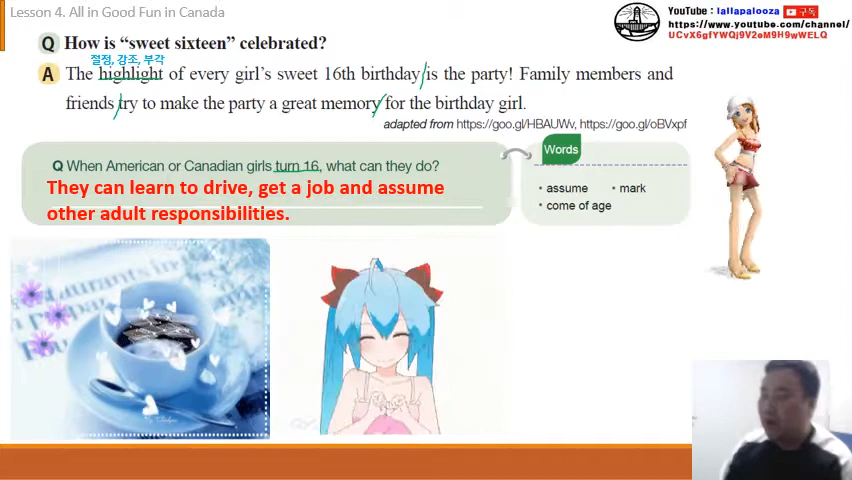 Lesson 4. All in Good Fun in Canada
YouTube : lallapalooza 구독
https://www.youtube.com/channel/
UCvX6gfYWQj9V2eM9H9wWELQ
Q How is “sweet sixteen” celebrated?
절정, 강조, 부각
A The highlight of every girl’s sweet 16th birthday is the party! Family members and
friends try to make the party a great memory for the birthday girl.
adapted from https://goo.gl/HBAUWv, https://goo.gl/oBVxpf
Q When American or Canadian girls turn 16, what can they do?
They can learn to drive, get a job and assume
other adult responsibilities.
Words
• assume • mark
• come of age